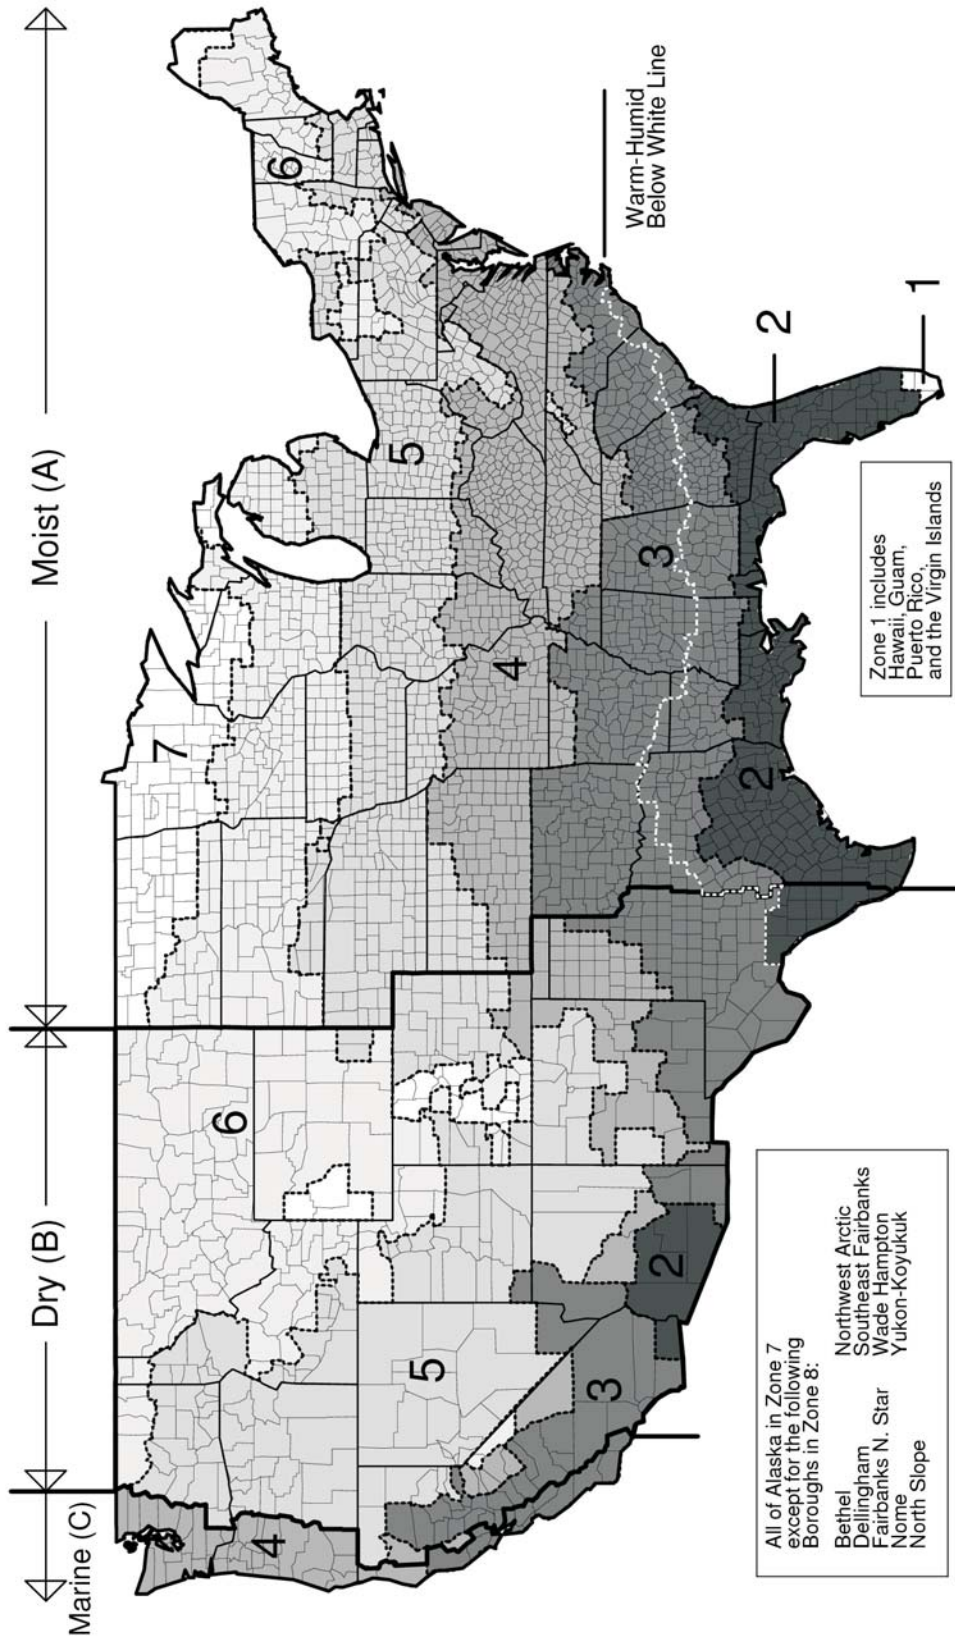 Marine (C)
Dry (B)
Moist (A)
7
6
6
5
5
4
4
3
3
2
2
2
1
Warm-Humid
Below White Line
All of Alaska in Zone 7
except for the following
Boroughs in Zone 8:
Bethel
Dellingham
Fairbanks N. Star
Nome
North Slope
Northwest Arctic
Southeast Fairbanks
Wade Hampton
Yukon-Koyukuk
Zone 1 includes
Hawaii, Guam,
Puerto Rico,
and the Virgin Islands